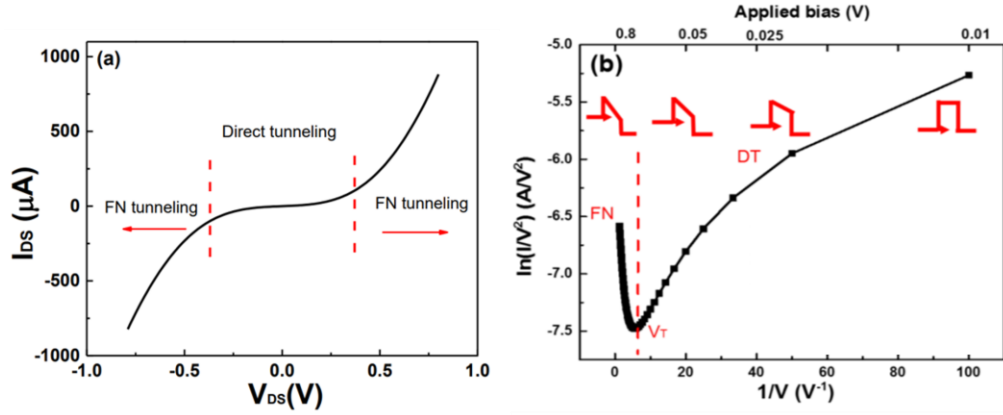 (a)
1000
500
0
-500
-1000
I_DS (μA)
Direct tunneling
FN tunneling
FN tunneling
-1.0 -0.5 0.0 0.5 1.0
V_DS(V)
Applied bias (V)
0.8 0.05 0.025 0.01
(b)
-5.0
-5.5
-6.0
-6.5
-7.0
-7.5
ln(I/V²) (A/V²)
DT
FN
V_T
0 20 40 60 80 100
1/V (V⁻¹)